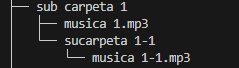 sub carpeta 1
musica 1.mp3
sucarpeta 1-1
musica 1-1.mp3